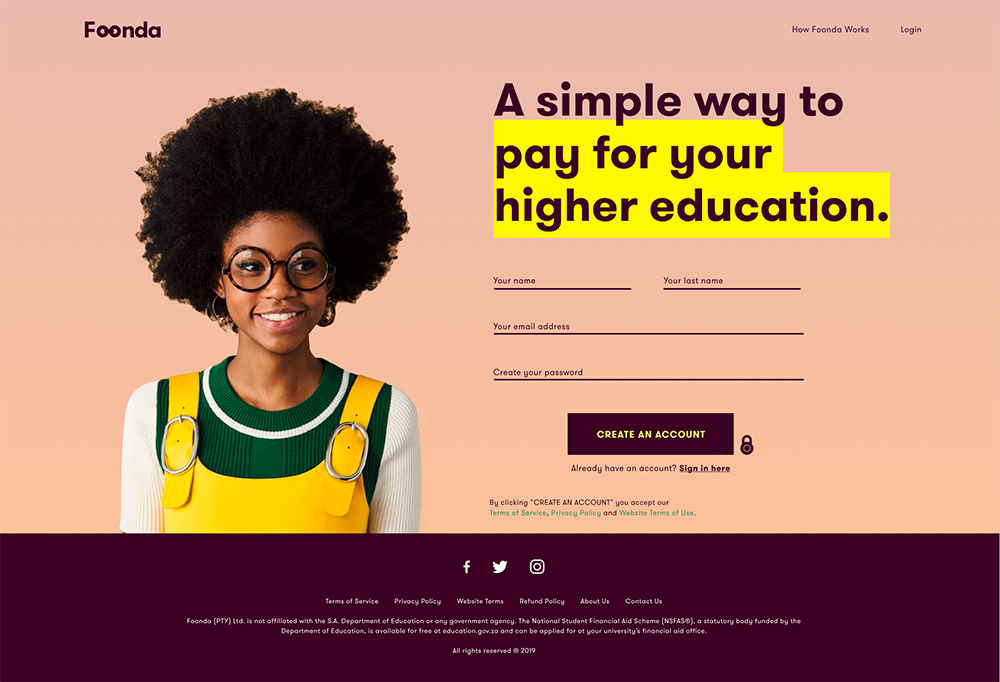 Foonda
How Foonda Works
Login
A simple way to
pay for your
higher education.
Your name
Your last name
Your email address
Create your password
CREATE AN ACCOUNT
Already have an account? Sign in here
By clicking "CREATE AN ACCOUNT" you accept our
Terms of Service, Privacy Policy and Website Terms of Use.
Terms of Service
Privacy Policy
Website Terms
Refund Policy
About Us
Contact Us
Foonda (PTY) Ltd. is not affiliated with the S.A. Department of Education or any government agency. The National Student Financial Aid Scheme (NSFAS®), a statutory body funded by the
Department of Education, is available for free at education.gov.za and can be applied for at your university's financial aid office.
All rights reserved ® 2019